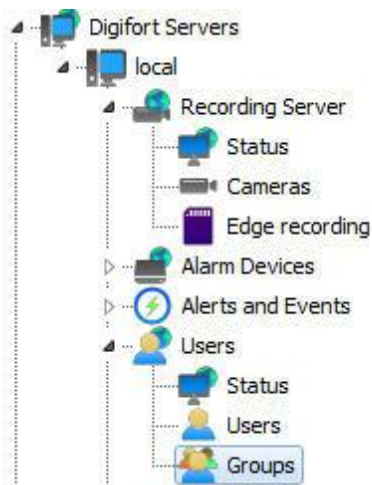 Digifort Servers
local
Recording Server
Status
Cameras
Edge recording
Alarm Devices
Alerts and Events
Users
Status
Users
Groups